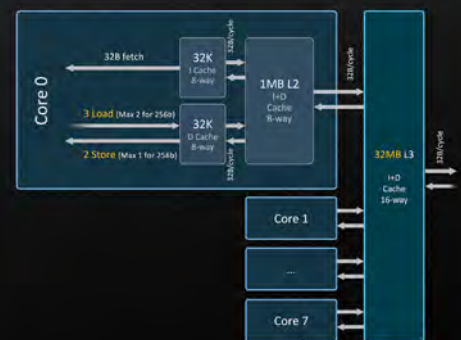 Core 0
32B fetch
32K
I Cache
8-way
32B/cycle
1MB L2
I+D
Cache
8-way
32B/cycle
3 Load (Max 2 for 256b)
2 Store (Max 1 for 256b)
32K
D Cache
8-way
32B/cycle
32MB L3
I+D
Cache
16-way
32B/cycle
Core 1
...
Core 7